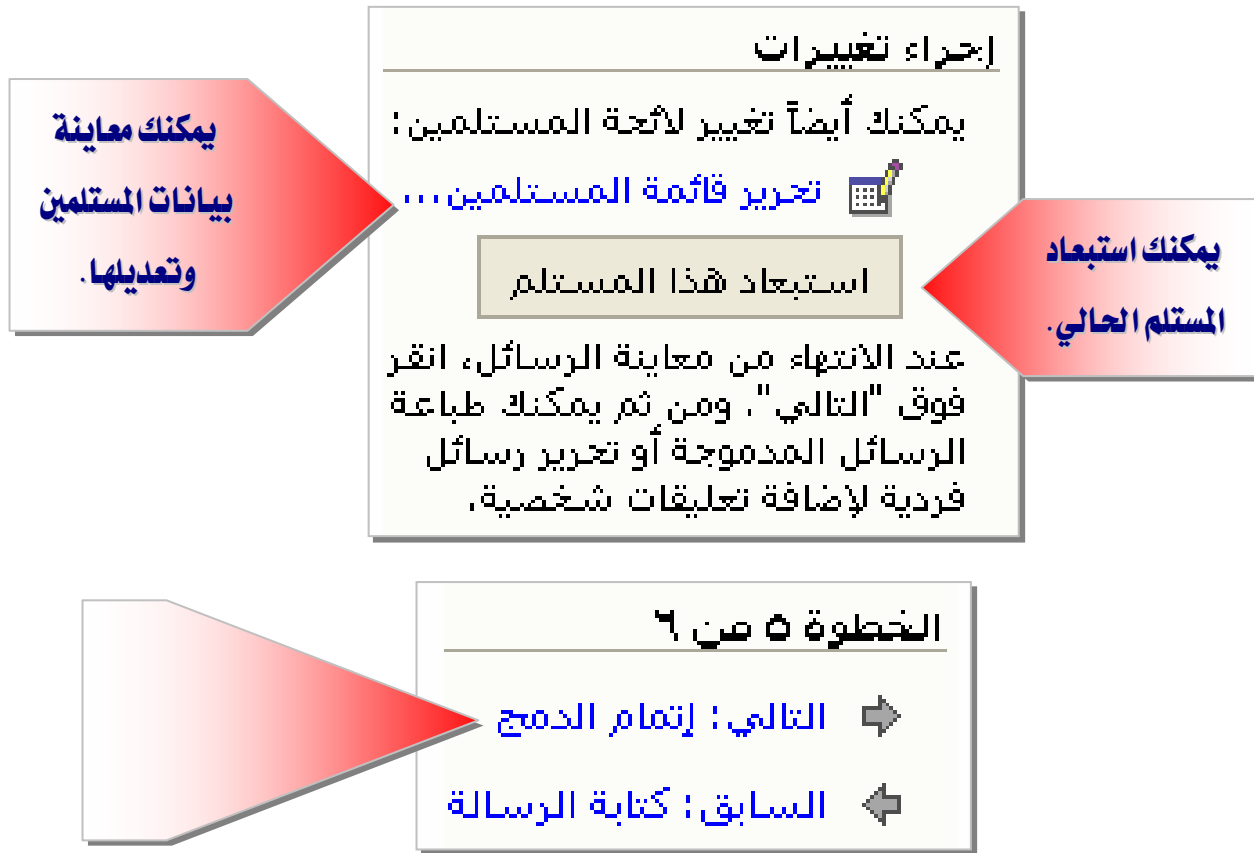 إجراء تغييرات
يمكنك أيضاً تغيير لائحة المستلمين:
تحرير قائمة المستلمين...
استبعاد هذا المستلم
عند الانتهاء من معاينة الرسائل، انقر
فوق "التالي". ومن ثم يمكنك طباعة
الرسائل المدموجة أو تحرير رسائل
فردية لإضافة تعليقات شخصية.
يمكنك استبعاد
المستلم الحالي.
يمكنك معاينة
بيانات المستلمين
وتعديلها.
الخطوة ٥ من ٦
التالي: إتمام الدمج
السابق: كتابة الرسالة